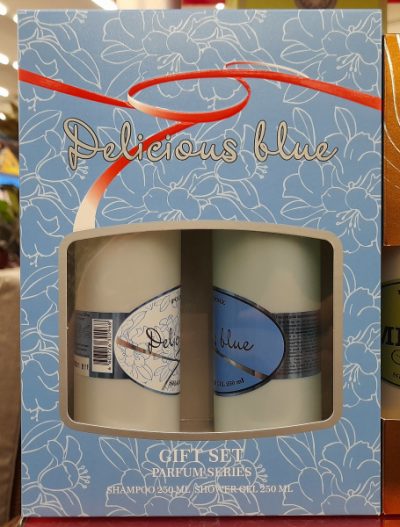 Delicious blue
Delicious blue
GIFT SET
PARFUM SERIES
SHAMPOO 250 ML SHOWER GEL 250 ML